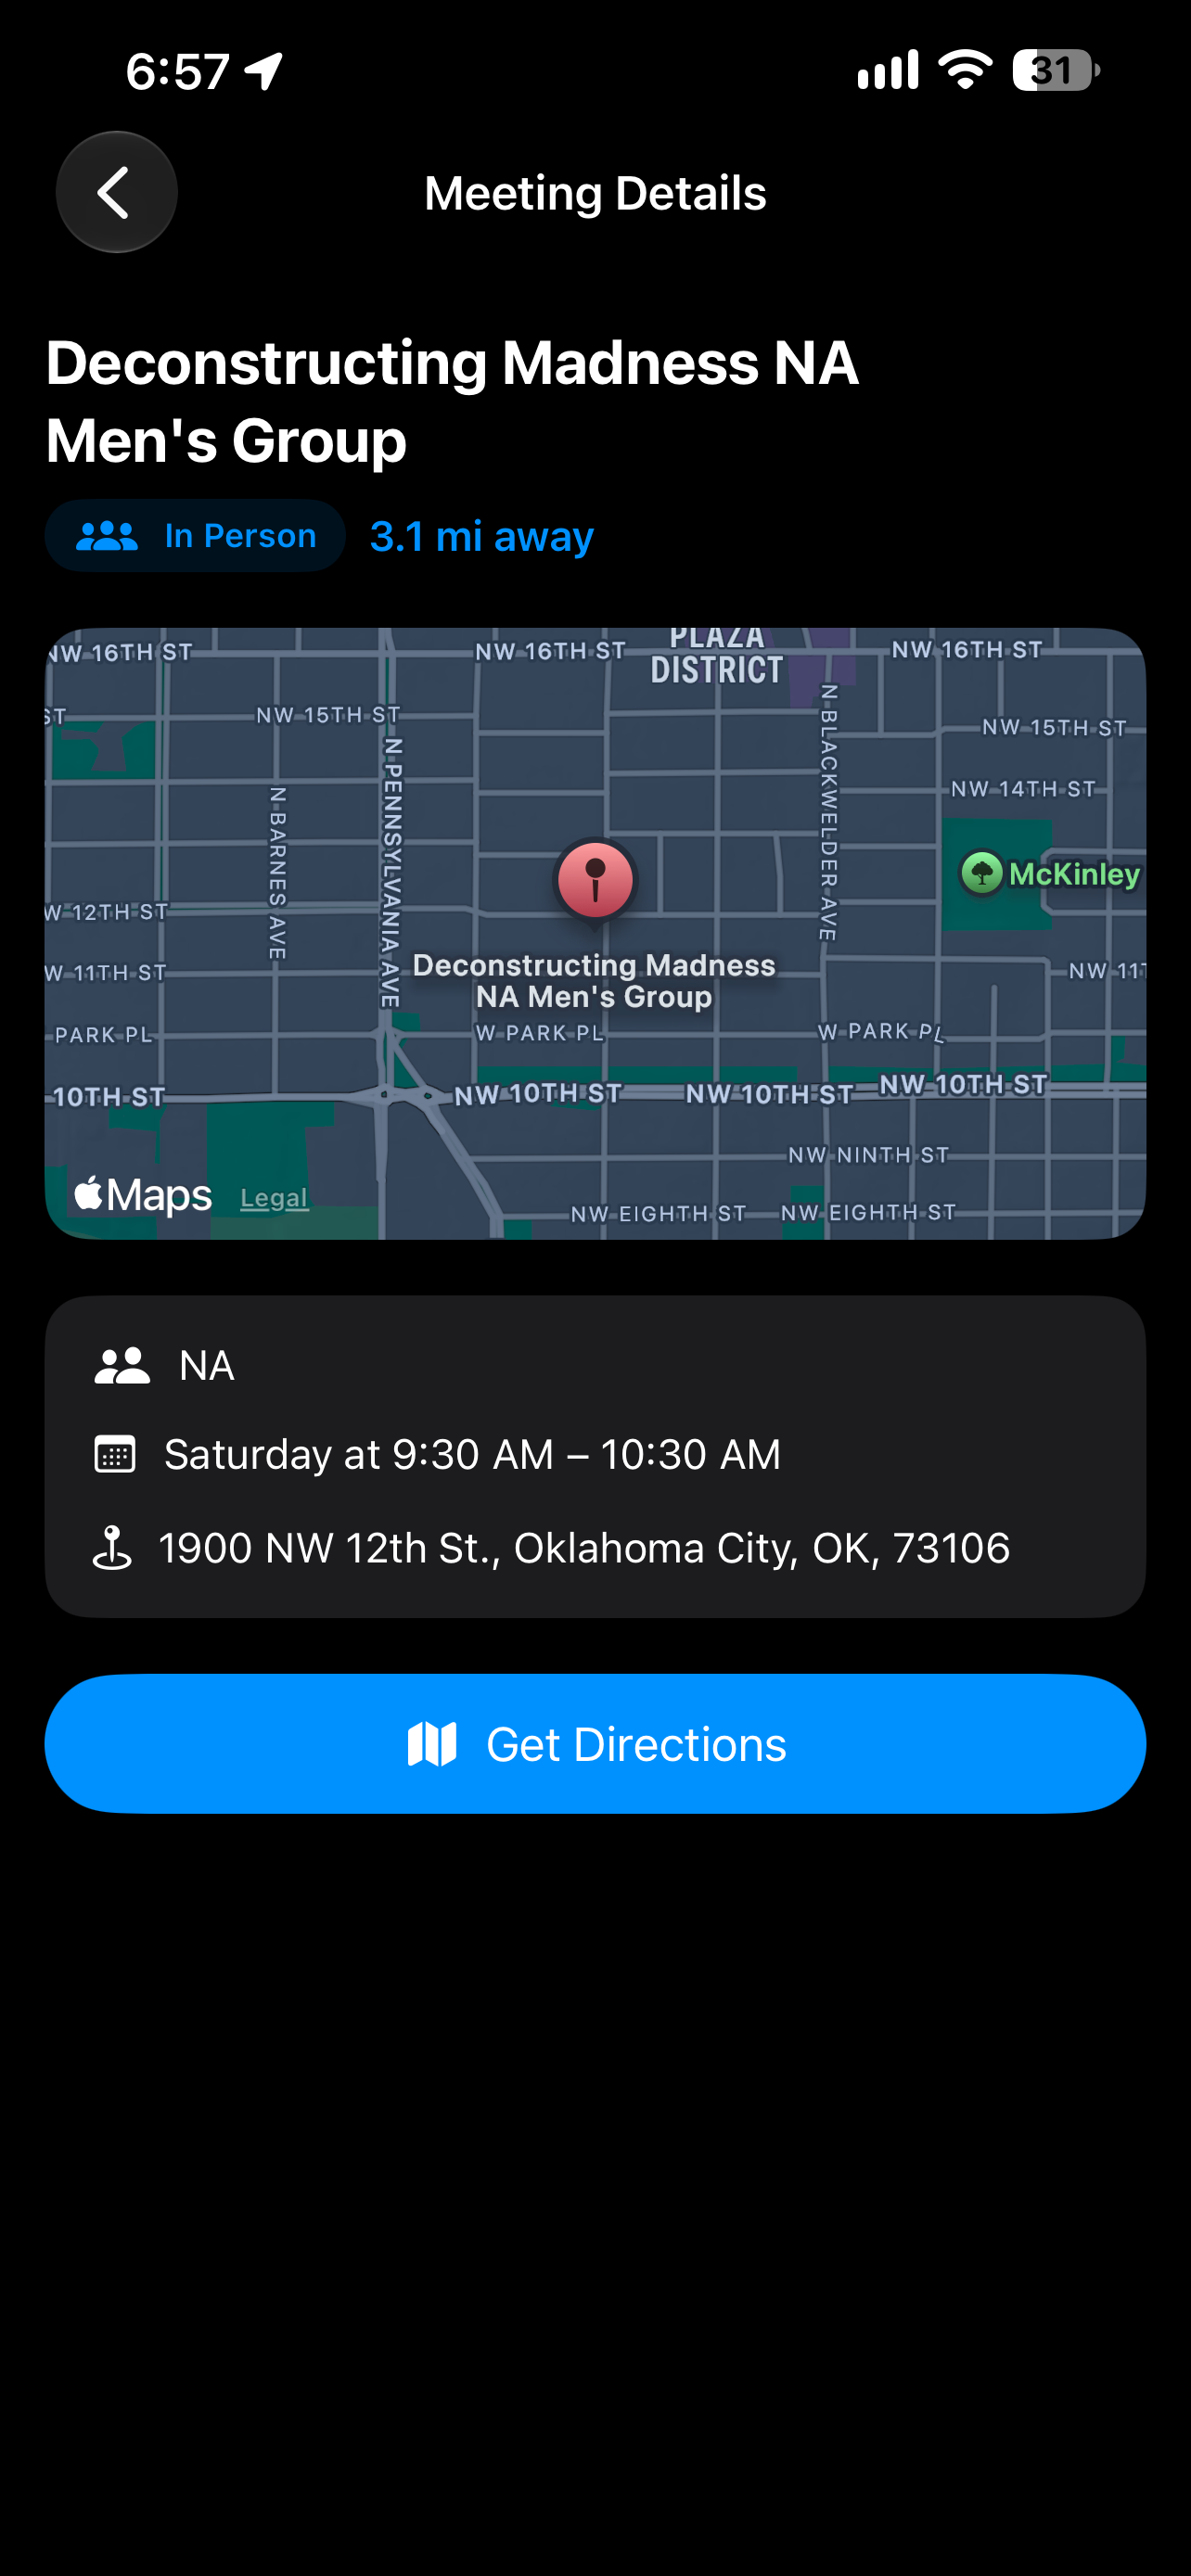 6:57
31
Meeting Details
Deconstructing Madness NA
Men's Group
In Person
3.1 mi away
PLAZA
DISTRICT
NW 16TH ST
NW 16TH ST
NW 16TH ST
ST
NW 15TH ST
NW 15TH ST
NW 14TH ST
N BARNES AVE
N PENNSYLVANIA AVE
N BLACKWELDER AVE
McKinley
W 12TH ST
W 11TH ST
NW 11T
Deconstructing Madness
NA Men's Group
PARK PL
W PARK PL
W PARK PL
10TH ST
NW 10TH ST
NW 10TH ST
NW 10TH ST
NW NINTH ST
NW EIGHTH ST
NW EIGHTH ST
Maps
Legal
NA
Saturday at 9:30 AM – 10:30 AM
1900 NW 12th St., Oklahoma City, OK, 73106
Get Directions